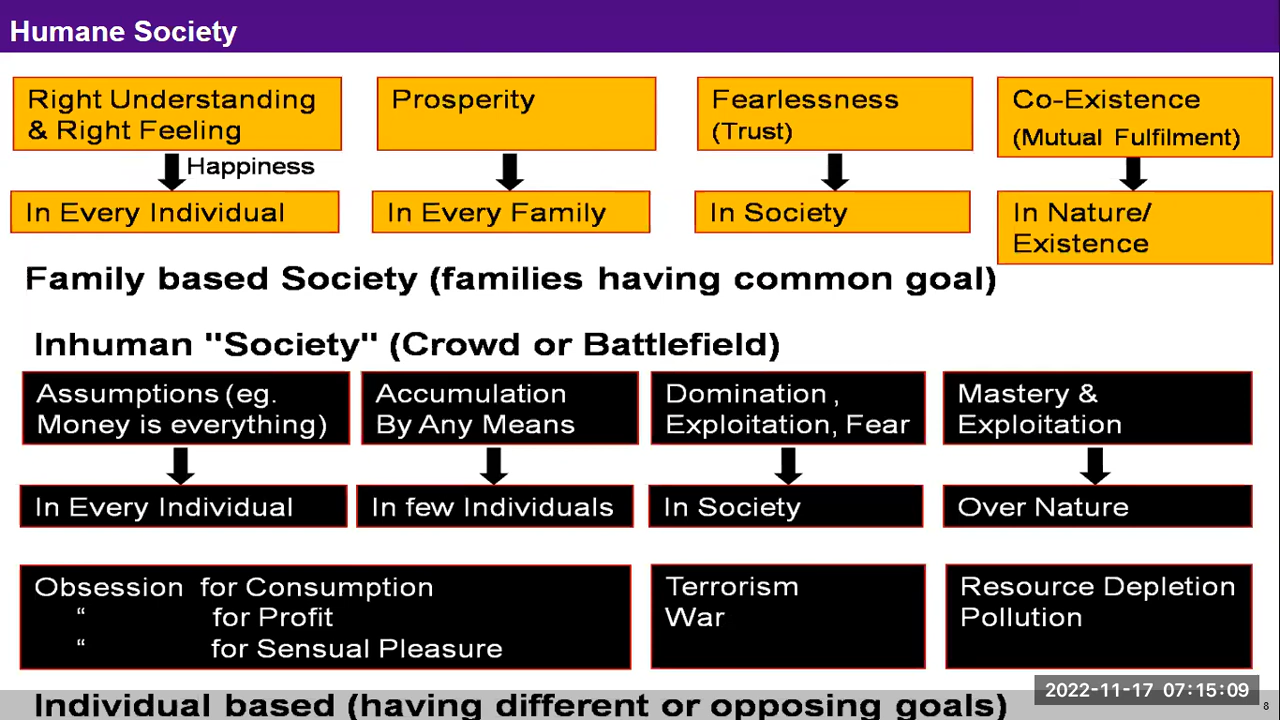 Humane Society
Right Understanding
& Right Feeling
Prosperity
Fearlessness
(Trust)
Co-Existence
(Mutual Fulfilment)
Happiness
In Every Individual
In Every Family
In Society
In Nature/
Existence
Family based Society (families having common goal)
Inhuman "Society" (Crowd or Battlefield)
Assumptions (eg.
Money is everything)
Accumulation
By Any Means
Domination ,
Exploitation, Fear
Mastery &
Exploitation
In Every Individual
In few Individuals
In Society
Over Nature
Obsession for Consumption
“ for Profit
“ for Sensual Pleasure
Terrorism
War
Resource Depletion
Pollution
Individual based (having different or opposing goals)
2022-11-17 07:15:09
8